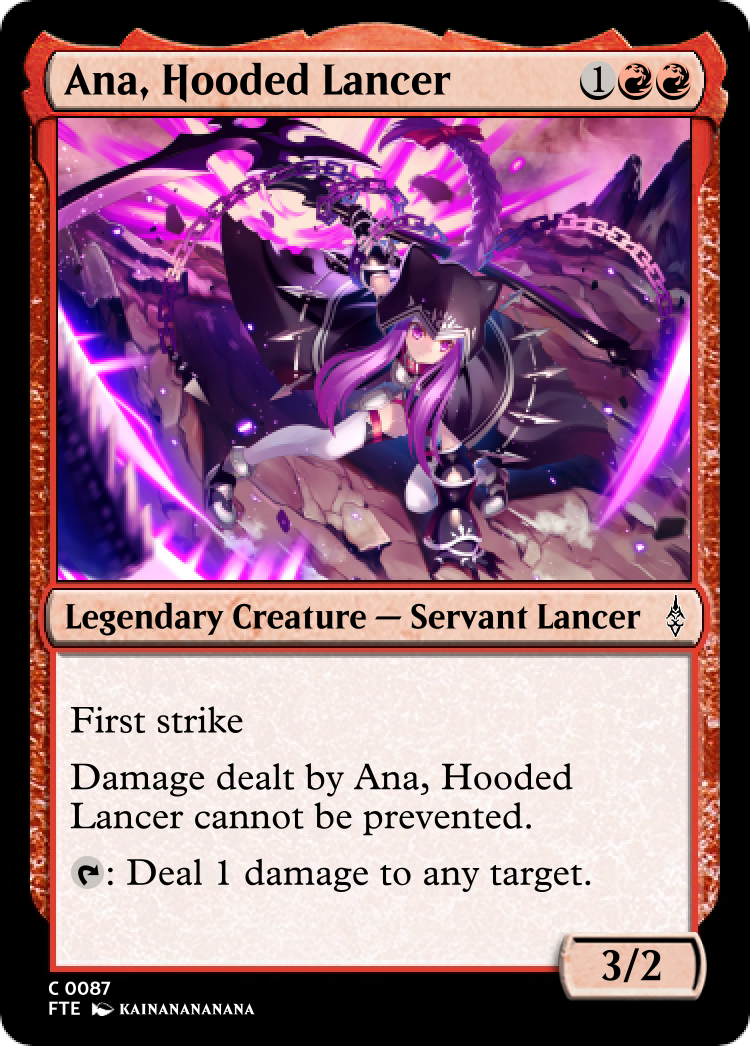 Ana, Hooded Lancer 1
Legendary Creature — Servant Lancer
First strike
Damage dealt by Ana, Hooded
Lancer cannot be prevented.
: Deal 1 damage to any target.
3/2
C 0087
FTE KAINANANANANA